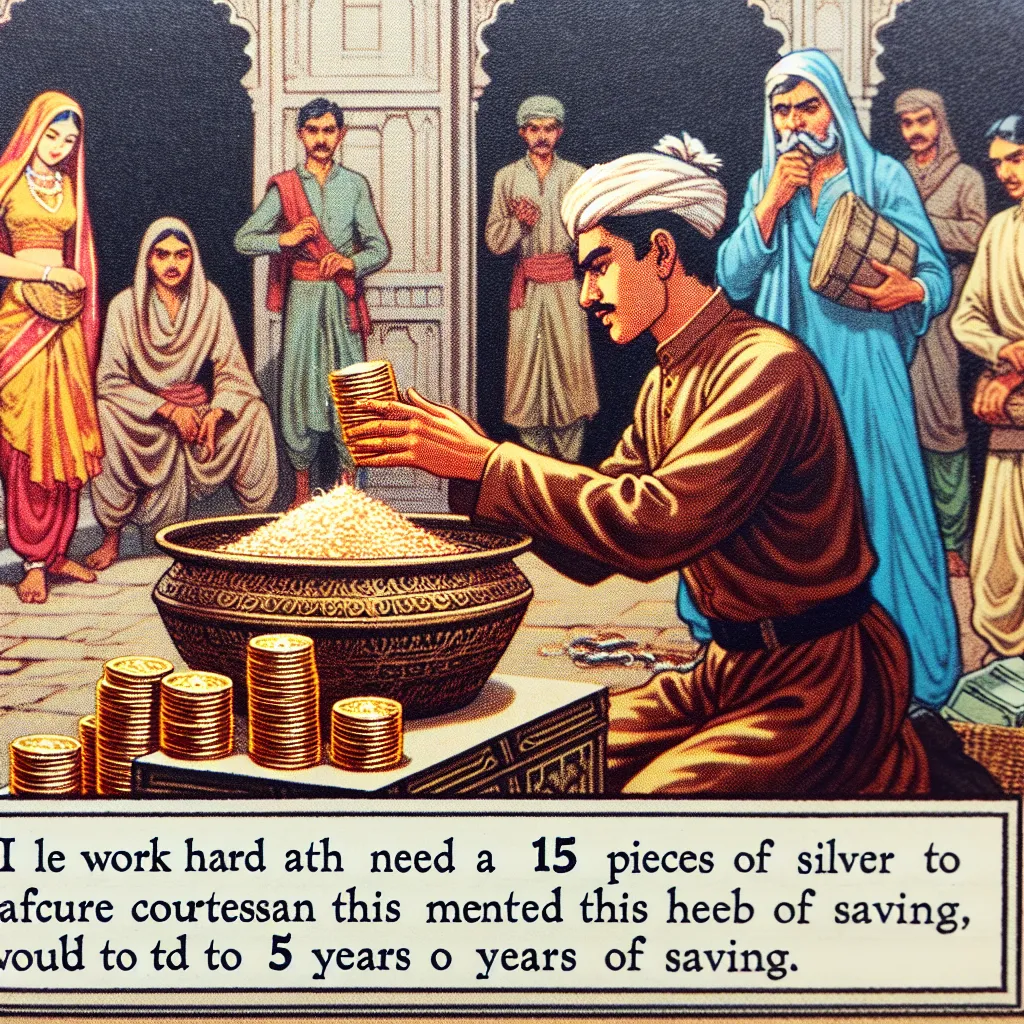 I le work hard ath need a 15 pieces of silver to
afcure courtessan this mented this heeb of saving,
would to td to 5 years o years of saving.